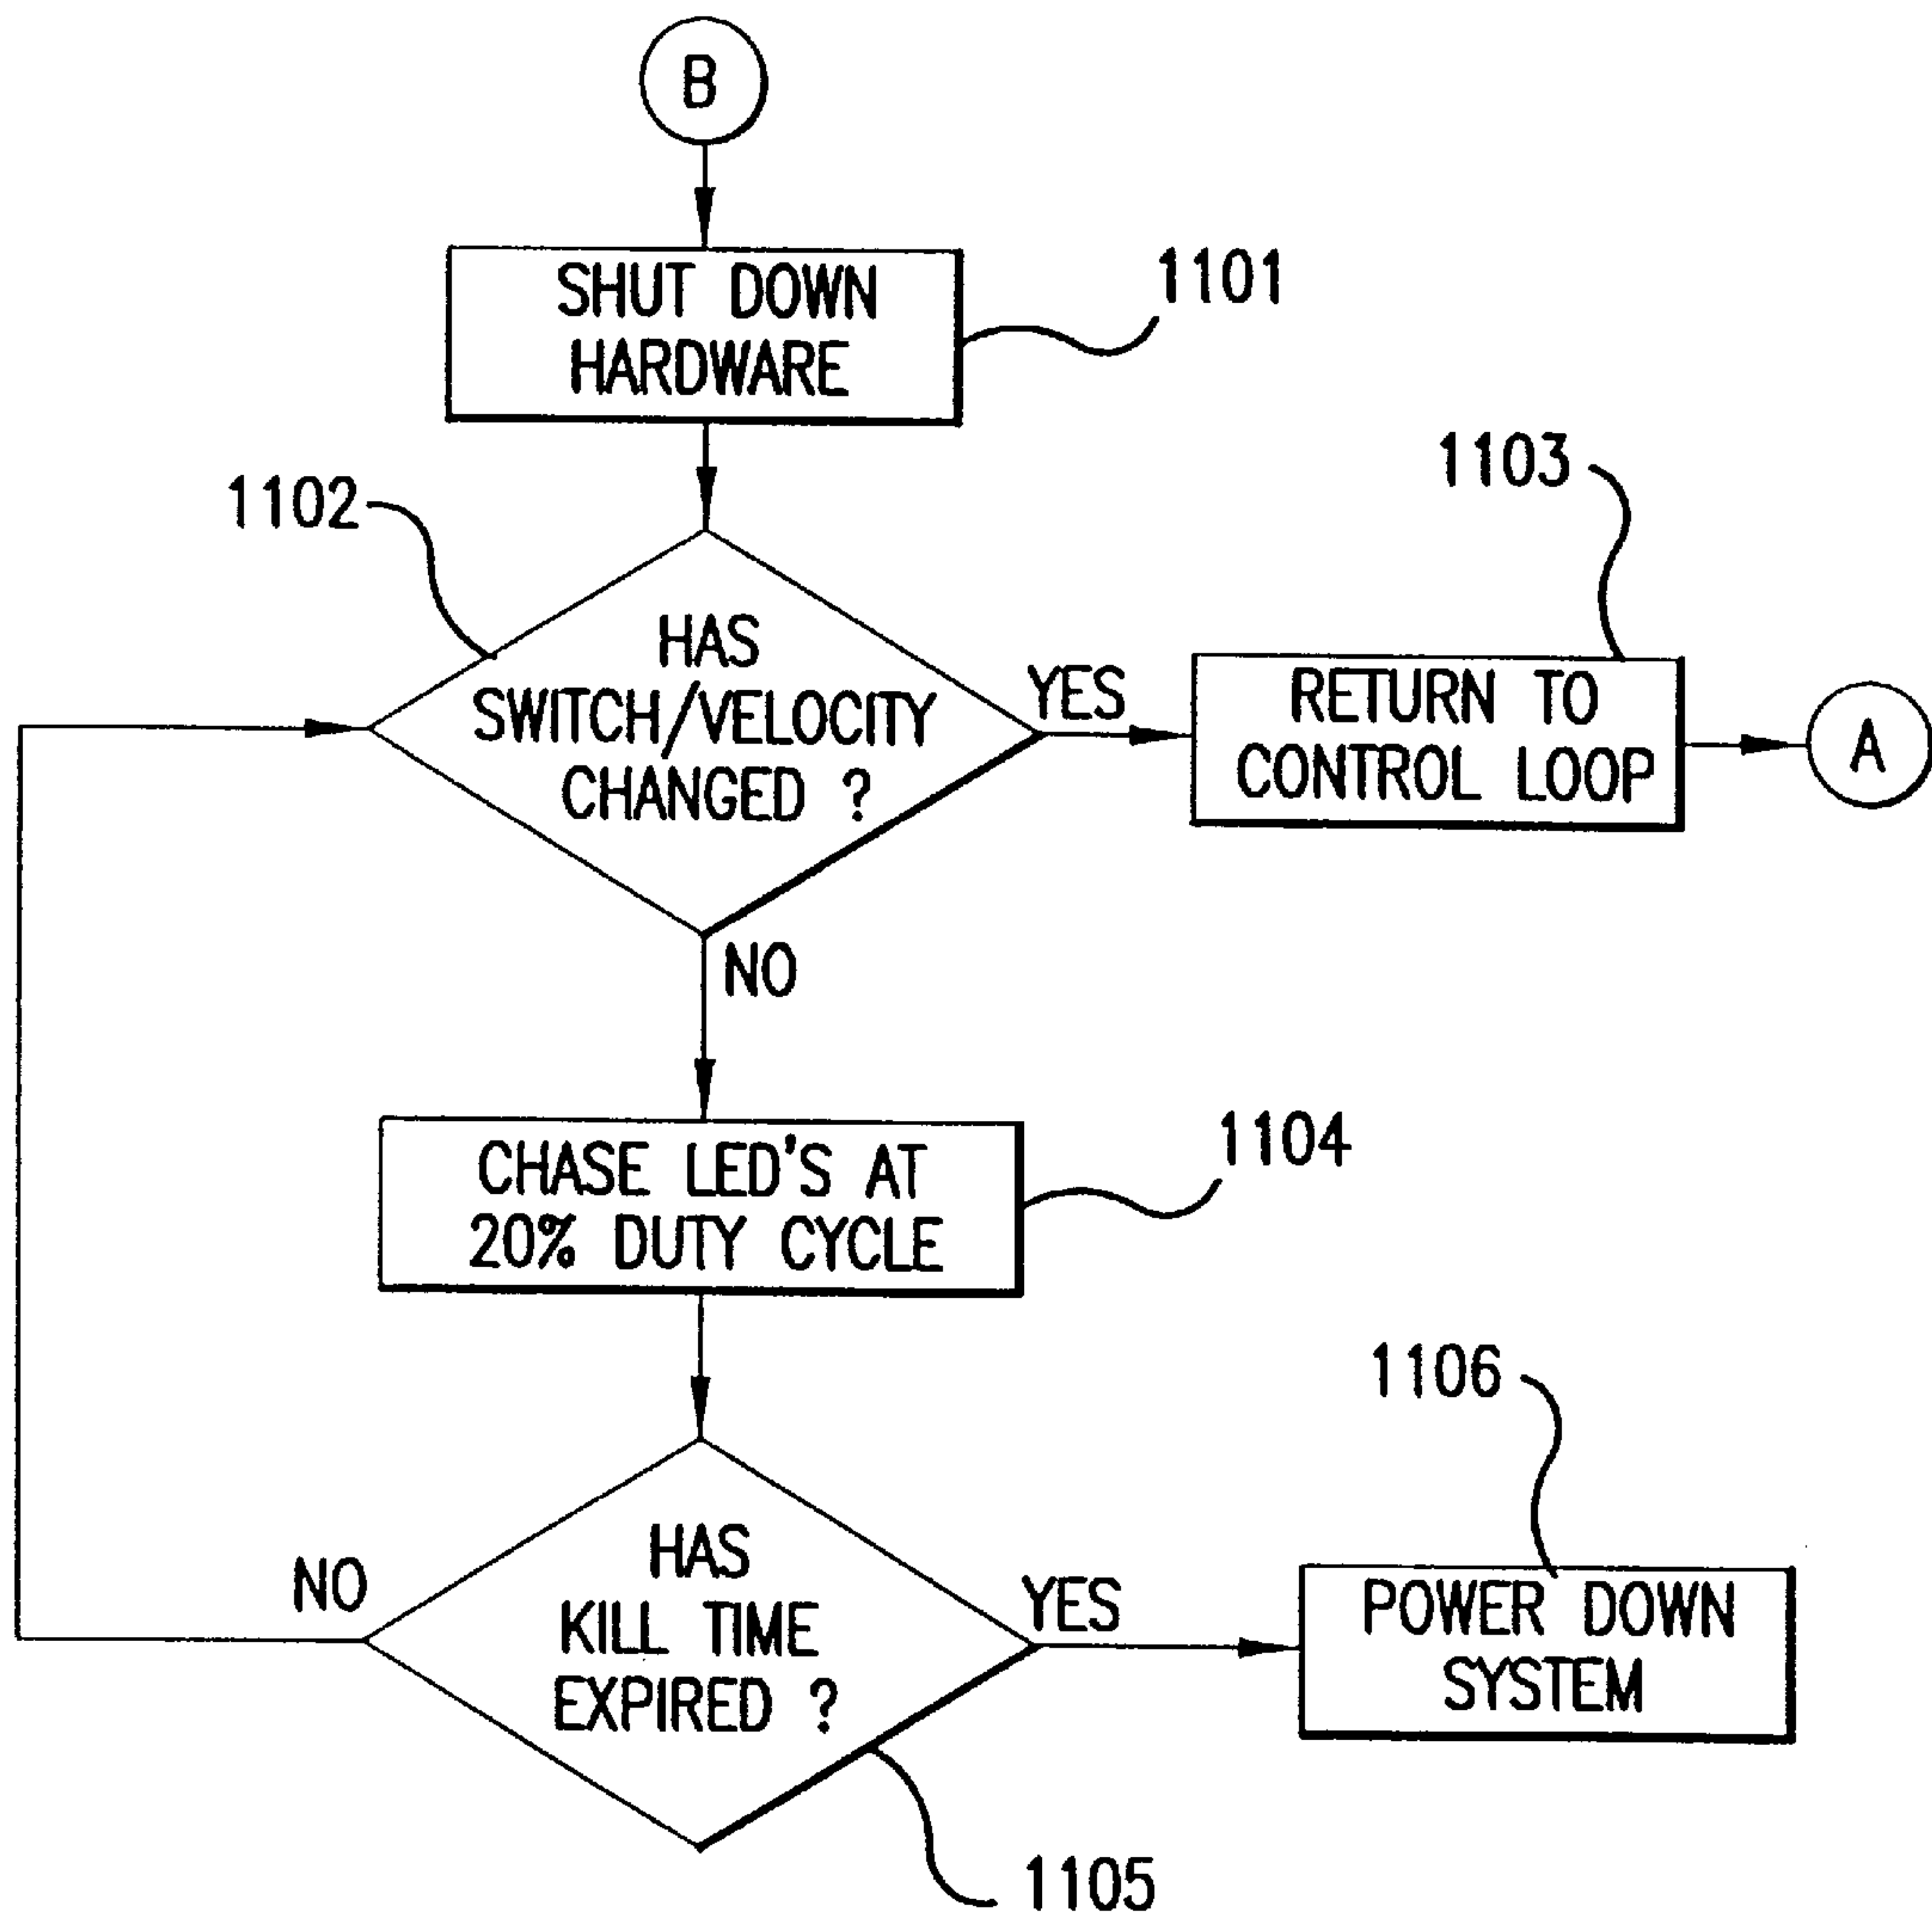 B
SHUT DOWN
HARDWARE
1101
1102
HAS
SWITCH/VELOCITY
CHANGED ?
YES
1103
RETURN TO
CONTROL LOOP
A
NO
CHASE LED'S AT
20% DUTY CYCLE
1104
HAS
KILL TIME
EXPIRED ?
NO
YES
1106
POWER DOWN
SYSTEM
1105